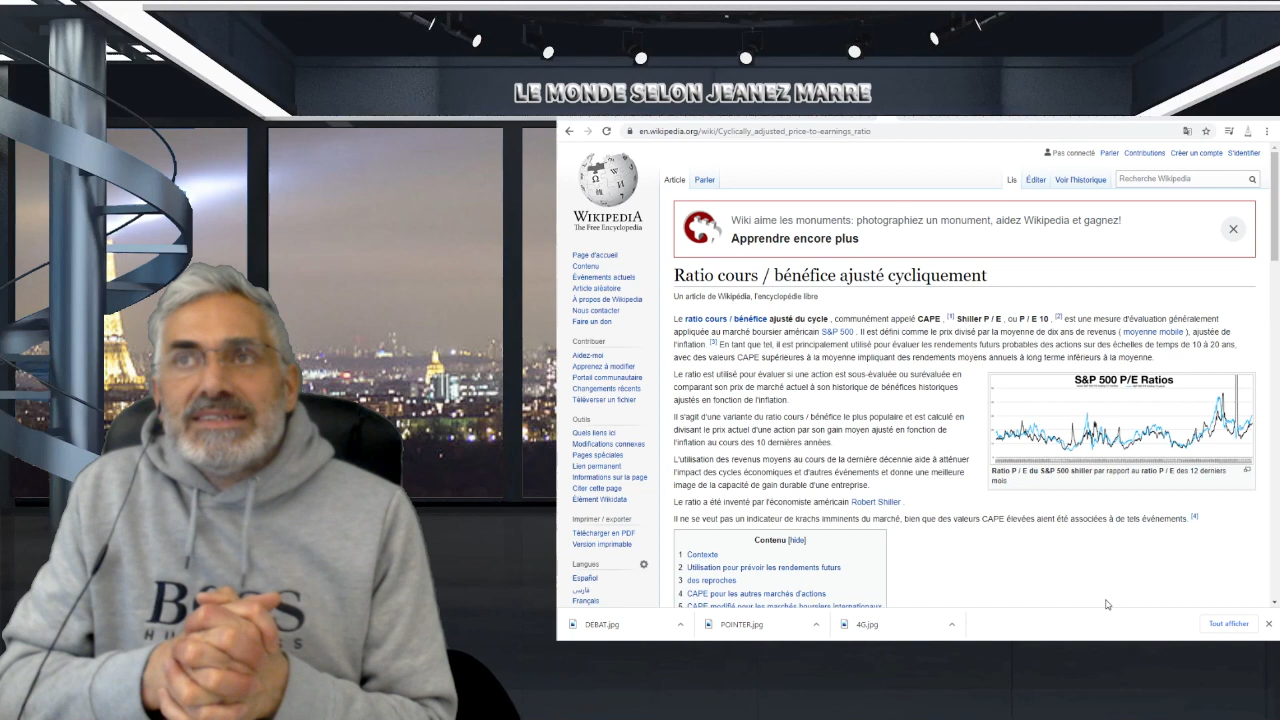 LE MONDE SELON JEANEZ MARRE
en.wikipedia.org/wiki/Cyclically_adjusted_price-to-earnings_ratio
Pas connecté Parler Contributions Créer un compte S'identifier
Article Parler Lis Éditer Voir l'historique Recherche Wikipedia
WIKIPEDIA
The Free Encyclopedia
Wiki aime les monuments: photographiez un monument, aidez Wikipedia et gagnez!
Apprendre encore plus
Page d'accueil
Contenu
Événements actuels
Article aléatoire
À propos de Wikipedia
Nous contacter
Faire un don
Contribuer
Aidez-moi
Apprenez à modifier
Portail communautaire
Changements récents
Téléverser un fichier
Outils
Quels liens ici
Modifications connexes
Pages spéciales
Lien permanent
Informations sur la page
Citer cette page
Élément Wikidata
Imprimer / exporter
Télécharger en PDF
Version imprimable
Langues
Español
فارسی
Français
Ratio cours / bénéfice ajusté cycliquement
Un article de Wikipédia, l'encyclopédie libre
Le ratio cours / bénéfice ajusté du cycle , communément appelé CAPE , [1] Shiller P / E , ou P / E 10 , [2] est une mesure d'évaluation généralement
appliquée au marché boursier américain S&P 500 . Il est défini comme le prix divisé par la moyenne de dix ans de revenus ( moyenne mobile ), ajustée de
l'inflation. [3] En tant que tel, il est principalement utilisé pour évaluer les rendements futurs probables des actions sur des échelles de temps de 10 à 20 ans,
avec des valeurs CAPE supérieures à la moyenne impliquant des rendements moyens annuels à long terme inférieurs à la moyenne.
Le ratio est utilisé pour évaluer si une action est sous-évaluée ou surévaluée en
comparant son prix de marché actuel à son historique de bénéfices historiques
ajustés en fonction de l'inflation.
Il s'agit d'une variante du ratio cours / bénéfice le plus populaire et est calculé en
divisant le prix actuel d'une action par son gain moyen ajusté en fonction de
l'inflation au cours des 10 dernières années.
L'utilisation des revenus moyens au cours de la dernière décennie aide à atténuer
l'impact des cycles économiques et d'autres événements et donne une meilleure
image de la capacité de gain durable d'une entreprise.
Le ratio a été inventé par l'économiste américain Robert Shiller .
Il ne se veut pas un indicateur de krachs imminents du marché, bien que des valeurs CAPE élevées aient été associées à de tels événements. [4]
S&P 500 P/E Ratios
Ratio P / E du S&P 500 shiller par rapport au ratio P / E des 12 derniers
mois
Contenu [hide]
1 Contexte
2 Utilisation pour prévoir les rendements futurs
3 des reproches
4 CAPE pour les autres marchés d'actions
5 CAPE modifié pour les marchés boursiers internationaux
DEBAT.jpg POINTER.jpg 4G.jpg Tout afficher
BOSS
HUGO BOSS